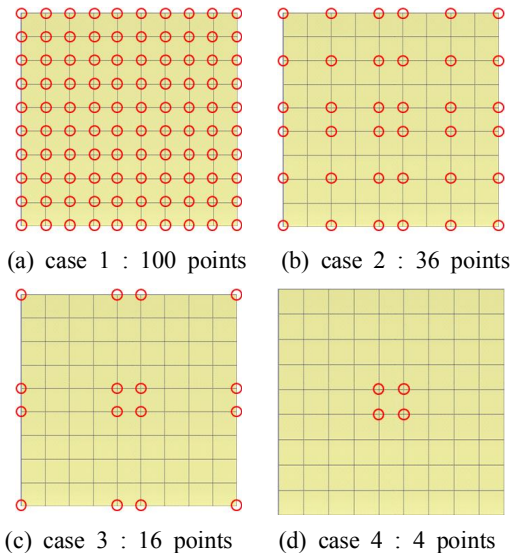 (a) case 1 : 100 points
(b) case 2 : 36 points
(c) case 3 : 16 points
(d) case 4 : 4 points